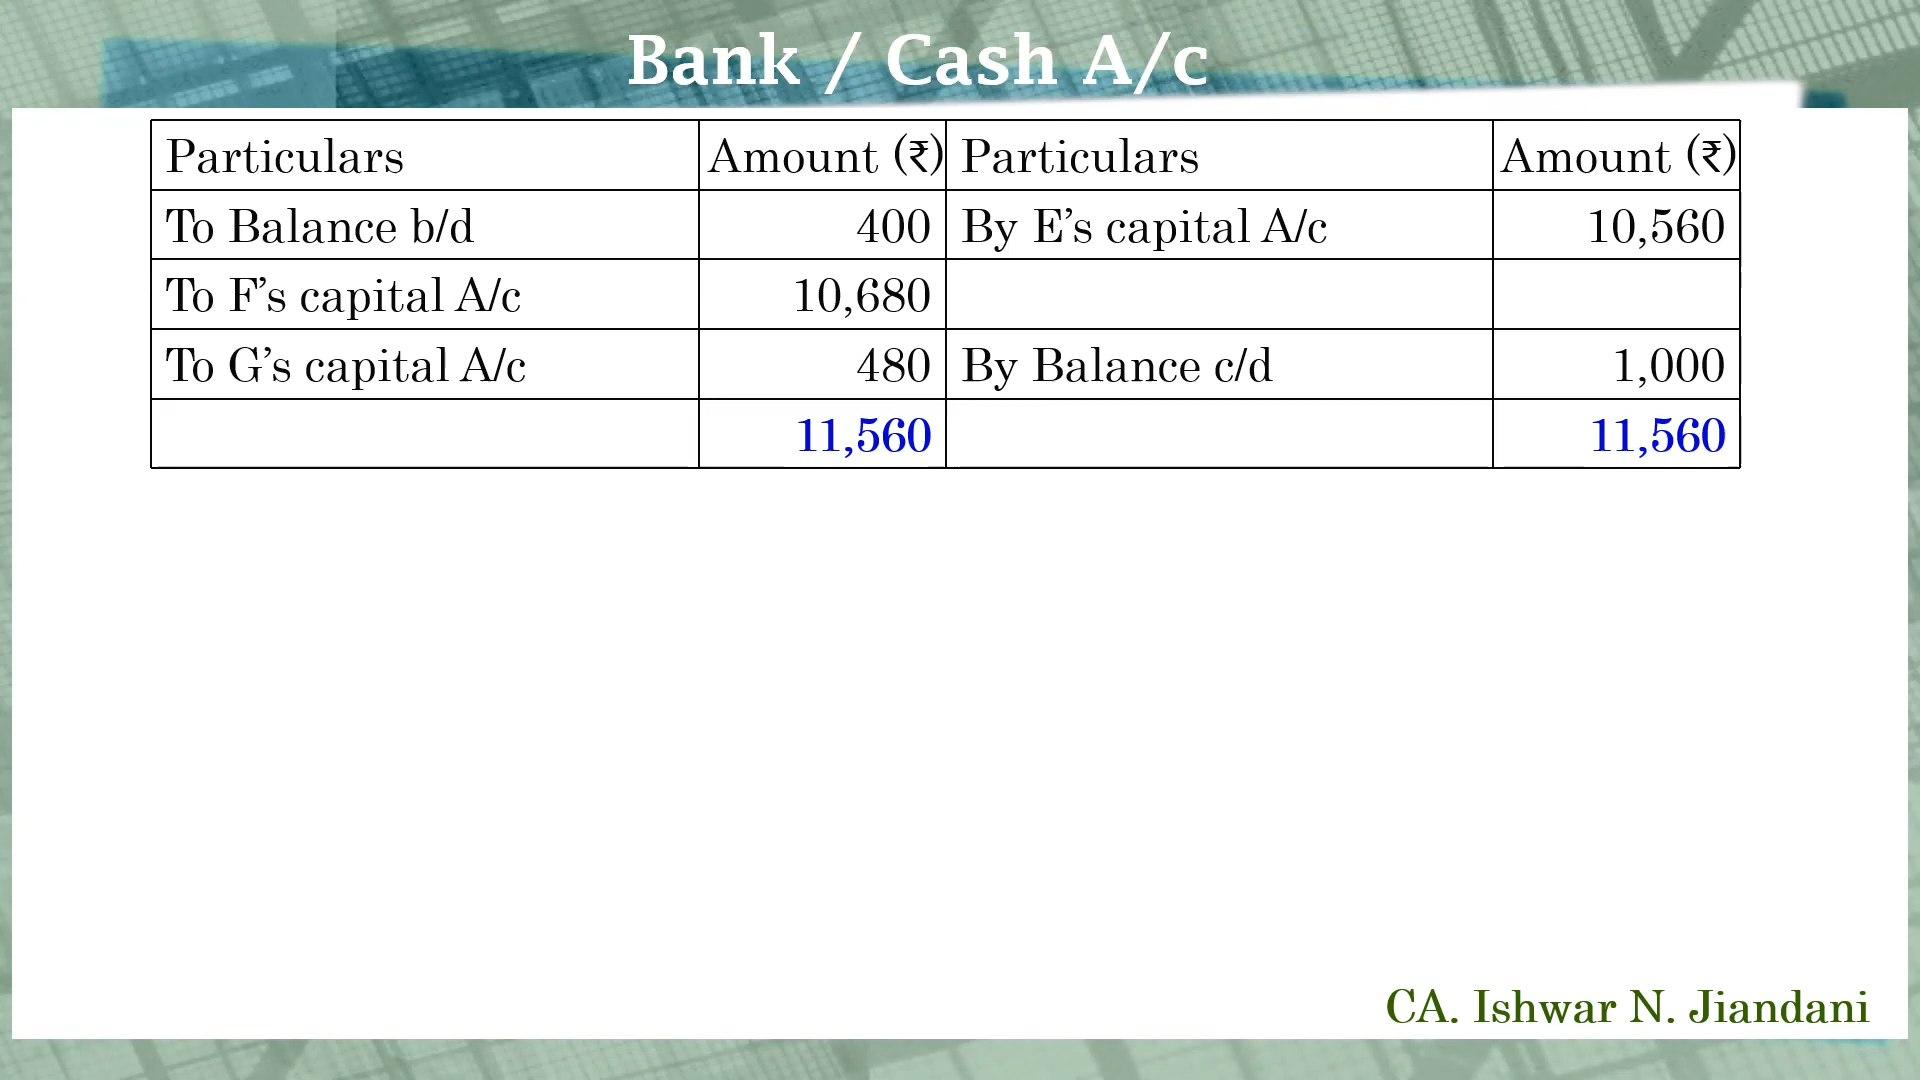 Bank / Cash A/c
Particulars Amount (₹) Particulars Amount (₹)
To Balance b/d 400 By E’s capital A/c 10,560
To F’s capital A/c 10,680
To G’s capital A/c 480 By Balance c/d 1,000
11,560 11,560
CA. Ishwar N. Jiandani